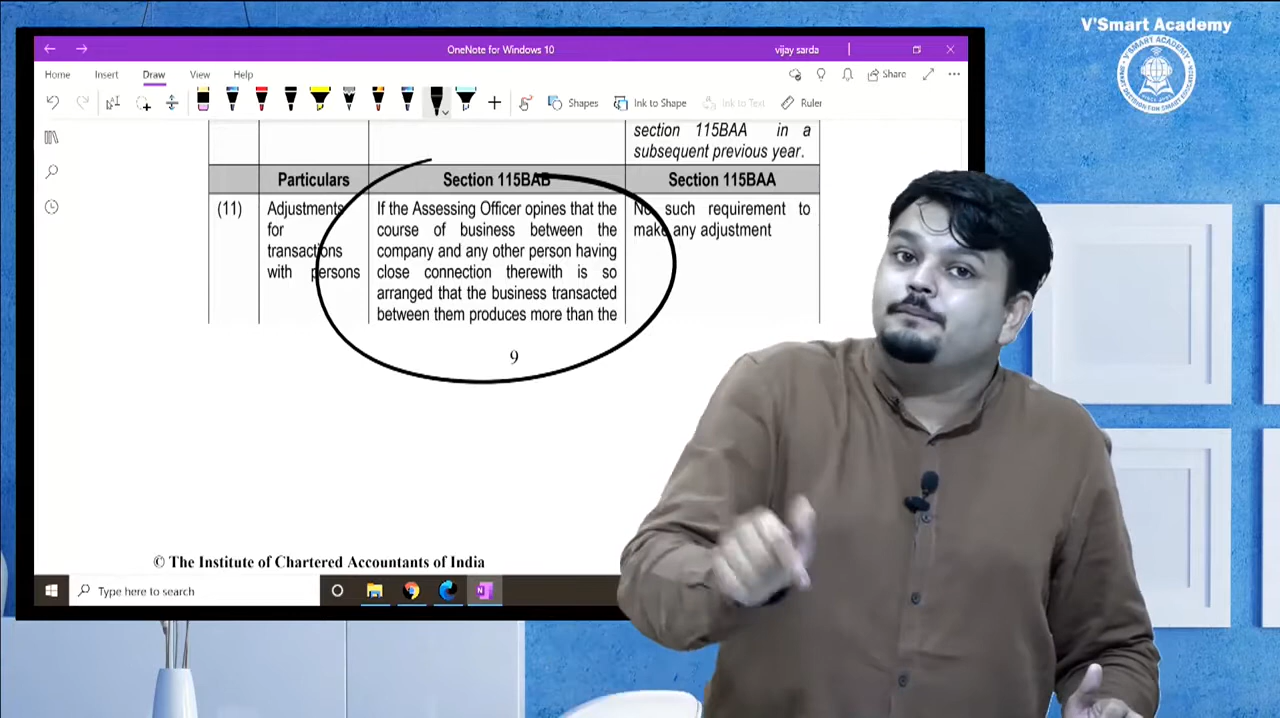 V'Smart Academy
OneNote for Windows 10
vijay sarda
Home Insert Draw View Help
Share
Shapes
Ink to Shape
Ink to Text
Ruler
section 115BAA in a
subsequent previous year.
Particulars
Section 115BAB
Section 115BAA
(11)
Adjustments
for
transactions
with persons
If the Assessing Officer opines that the
course of business between the
company and any other person having
close connection therewith is so
arranged that the business transacted
between them produces more than the
No such requirement to
make any adjustment
9
© The Institute of Chartered Accountants of India
Type here to search